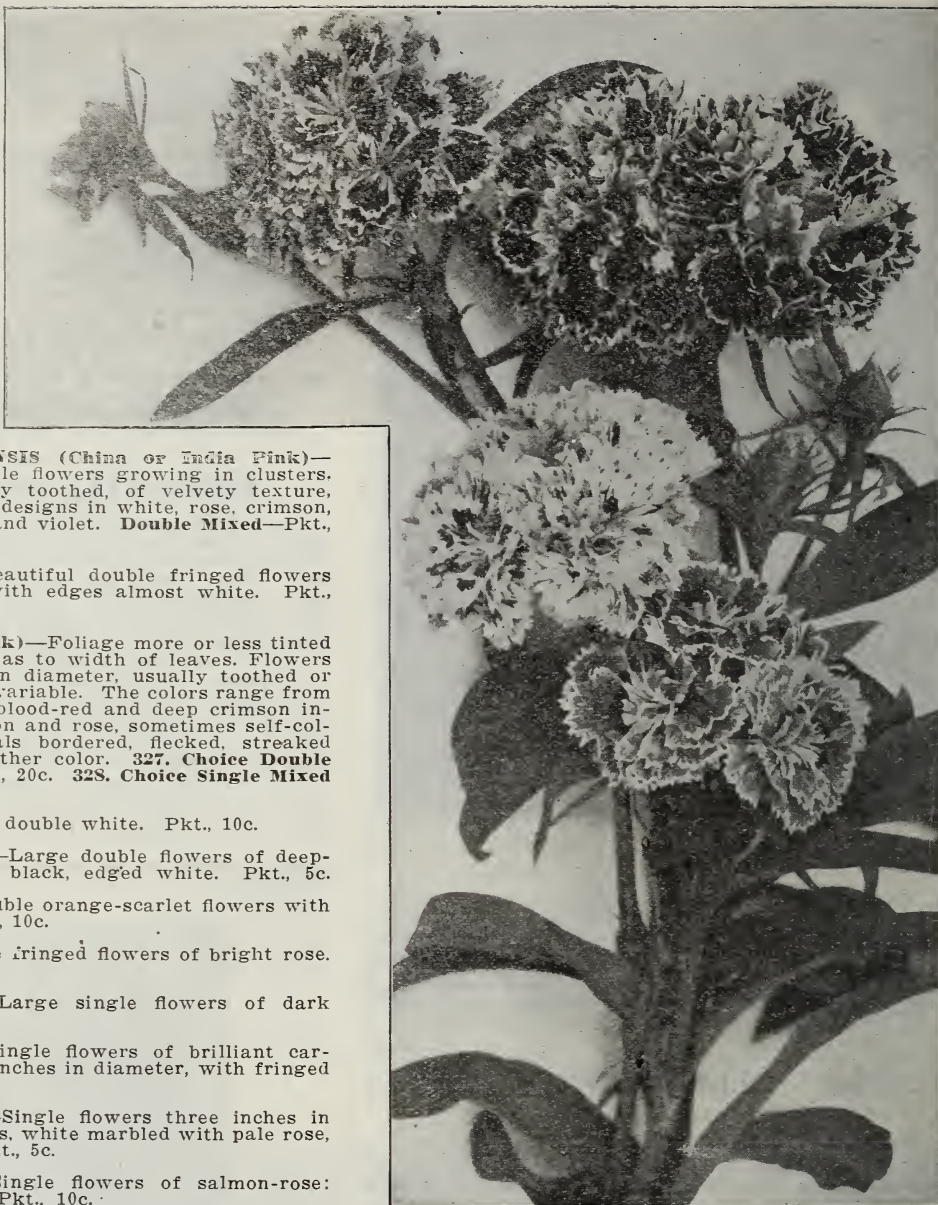 NSIS (China or India Pink)—
le flowers growing in clusters.
y toothed, of velvety texture,
designs in white, rose, crimson,
nd violet. Double Mixed—Pkt.,
eautiful double fringed flowers
with edges almost white. Pkt.,
k)—Foliage more or less tinted
as to width of leaves. Flowers
n diameter, usually toothed or
variable. The colors range from
blood-red and deep crimson in-
on and rose, sometimes self-col-
als bordered, flecked, streaked
ther color. 327. Choice Double
, 20c. 328. Choice Single Mixed
double white. Pkt., 10c.
—Large double flowers of deep-
black, edged white. Pkt., 5c.
uble orange-scarlet flowers with
, 10c.
fringed flowers of bright rose.
Large single flowers of dark
ingle flowers of brilliant car-
nches in diameter, with fringed
Single flowers three inches in
s, white marbled with pale rose,
t., 5c.
Single flowers of salmon-rose:
Pkt., 10c.